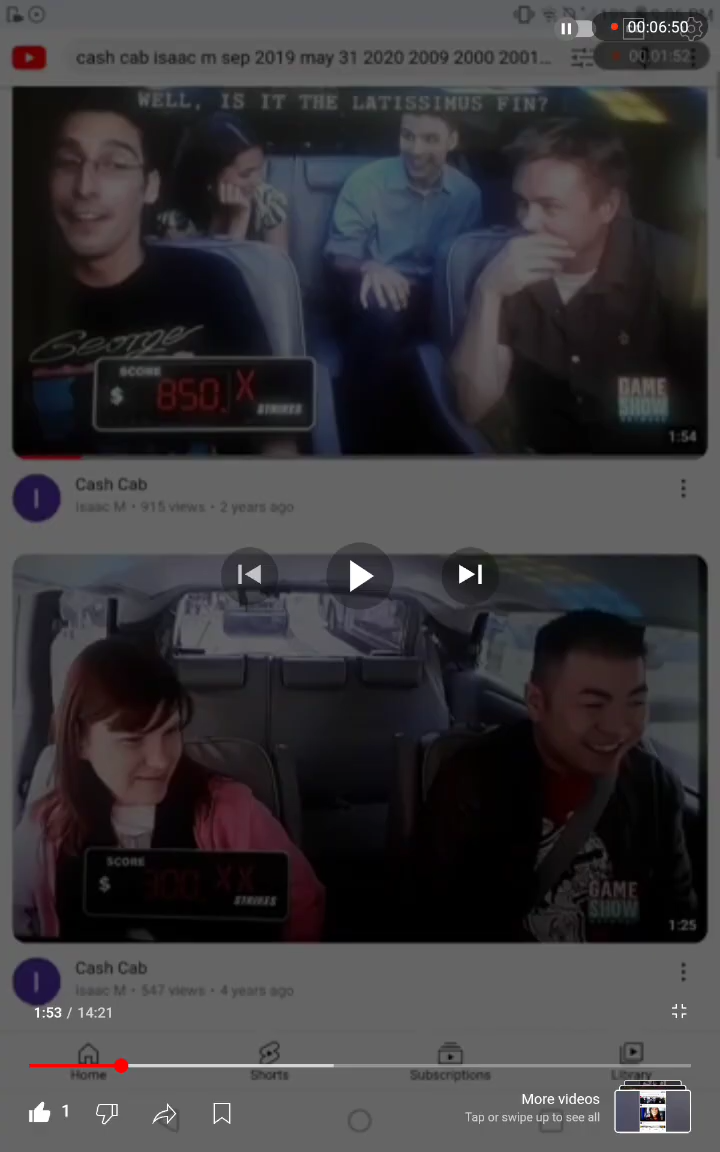 00:06:50
cash cab isaac m sep 2019 may 31 2020 2009 2000 2001...
00:01:52
WELL, IS IT THE LATISSIMUS FIN?
George
SCORE
$ 850. X
STRIKES
GAME
SHOW
1:54
Cash Cab
isaac M • 915 views • 2 years ago
SCORE
$ 300. XX
STRIKES
GAME
SHOW
1:25
Cash Cab
isaac M • 547 views • 4 years ago
1:53 / 14:21
Home
Shorts
Subscriptions
Library
1
More videos
Tap or swipe up to see all